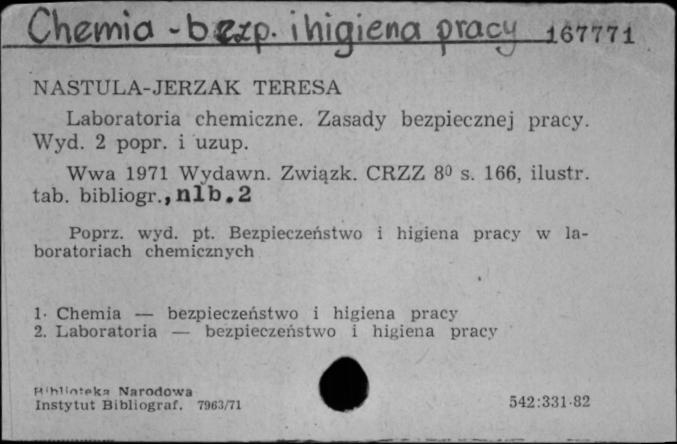 Chemia - bezp. i higiena pracy 167771
NASTULA-JERZAK TERESA
Laboratoria chemiczne. Zasady bezpiecznej pracy.
Wyd. 2 popr. i uzup.
Wwa 1971 Wydawn. Związk. CRZZ 8⁰ s. 166, ilustr.
tab. bibliogr., nlb. 2
Poprz. wyd. pt. Bezpieczeństwo i higiena pracy w la-
boratoriach chemicznych
1. Chemia — bezpieczeństwo i higiena pracy
2. Laboratoria — bezpieczeństwo i higiena pracy
Biblioteka Narodowa
Instytut Bibliograf. 7963/71
542:331.82